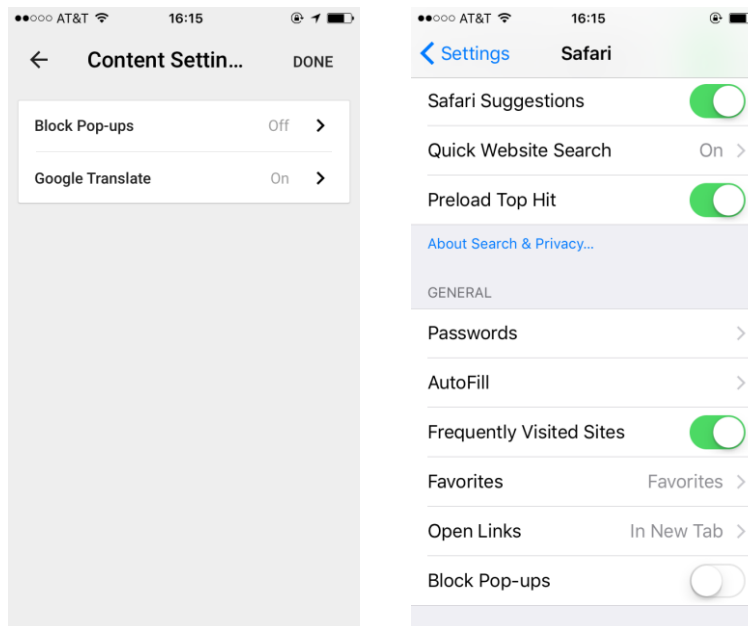 AT&T 16:15
Content Settin... DONE
Block Pop-ups Off
Google Translate On
AT&T 16:15
Settings Safari
Safari Suggestions
Quick Website Search On
Preload Top Hit
About Search & Privacy...
GENERAL
Passwords
AutoFill
Frequently Visited Sites
Favorites Favorites
Open Links In New Tab
Block Pop-ups